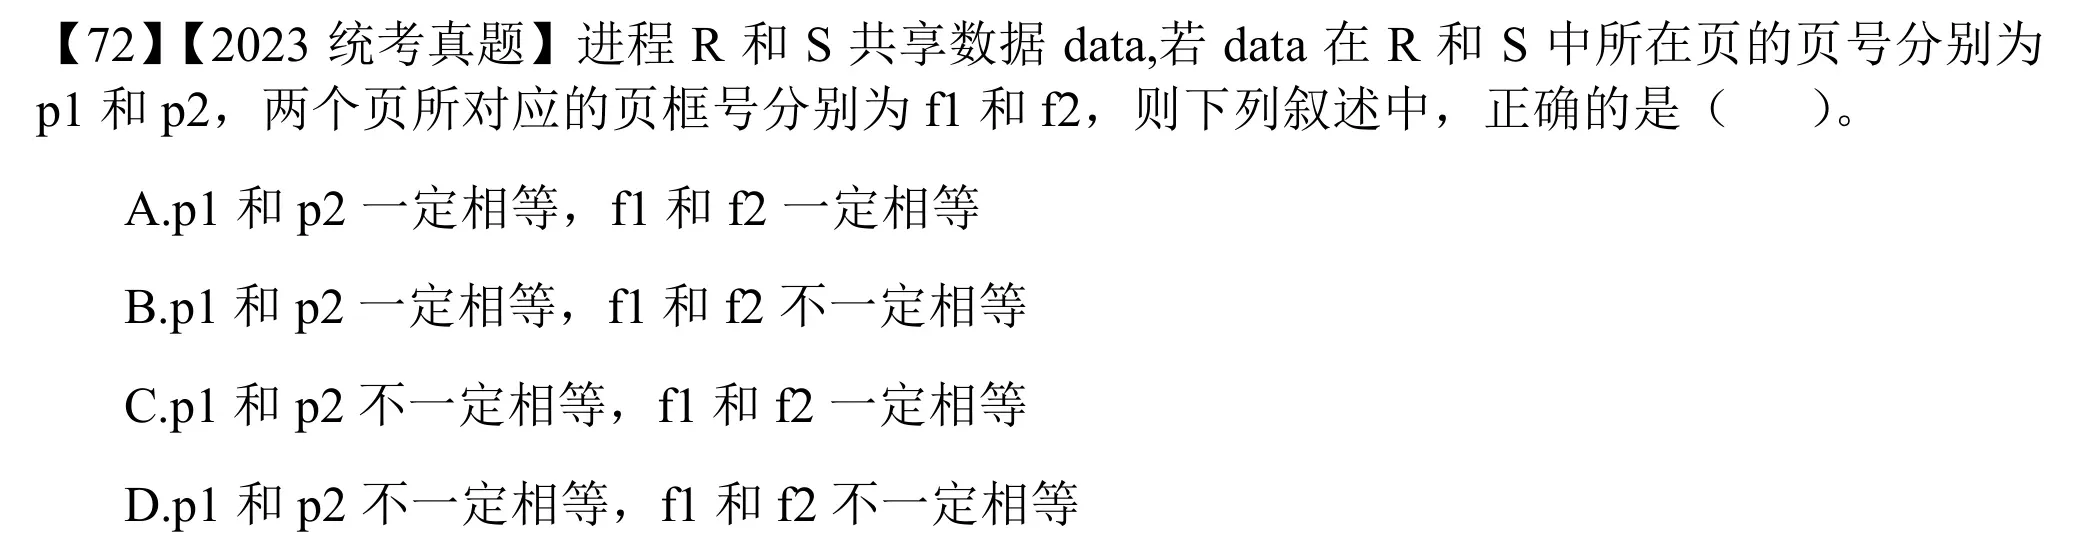 【72】【2023 统考真题】进程 R 和 S 共享数据 data,若 data 在 R 和 S 中所在页的页号分别为
p1 和 p2，两个页所对应的页框号分别为 f1 和 f2，则下列叙述中，正确的是（　　）。
A.p1 和 p2 一定相等，f1 和 f2 一定相等
B.p1 和 p2 一定相等，f1 和 f2 不一定相等
C.p1 和 p2 不一定相等，f1 和 f2 一定相等
D.p1 和 p2 不一定相等，f1 和 f2 不一定相等